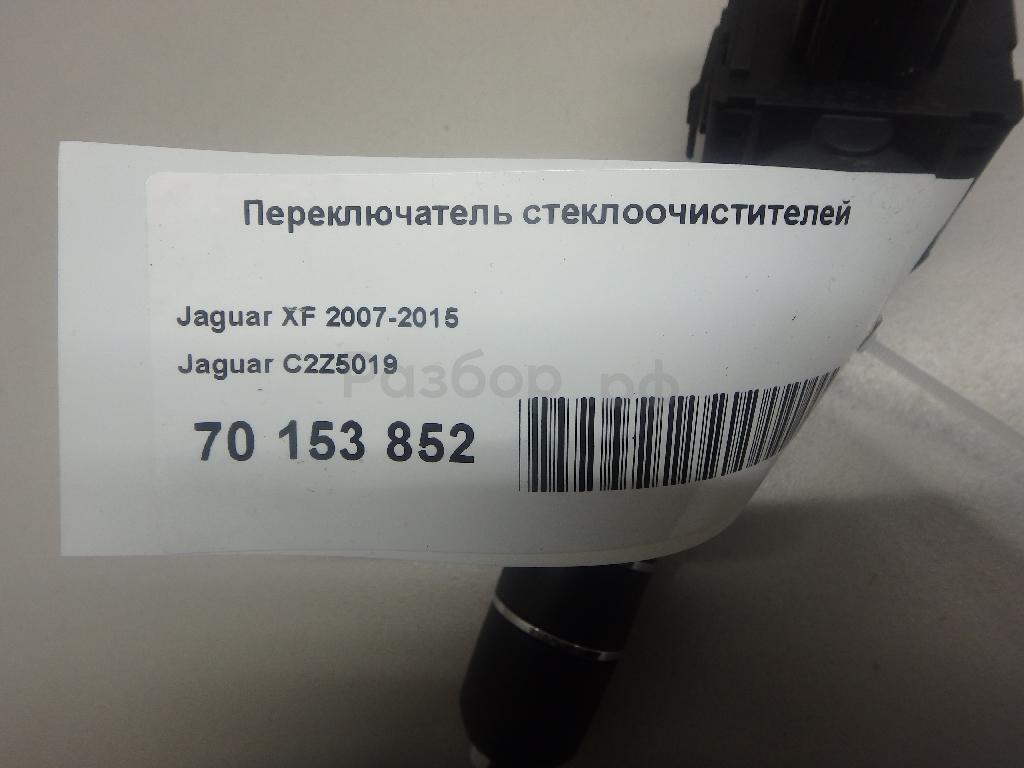 Переключатель стеклоочистителей
Jaguar XF 2007-2015
Jaguar C2Z5019
Разбор.рф
70 153 852